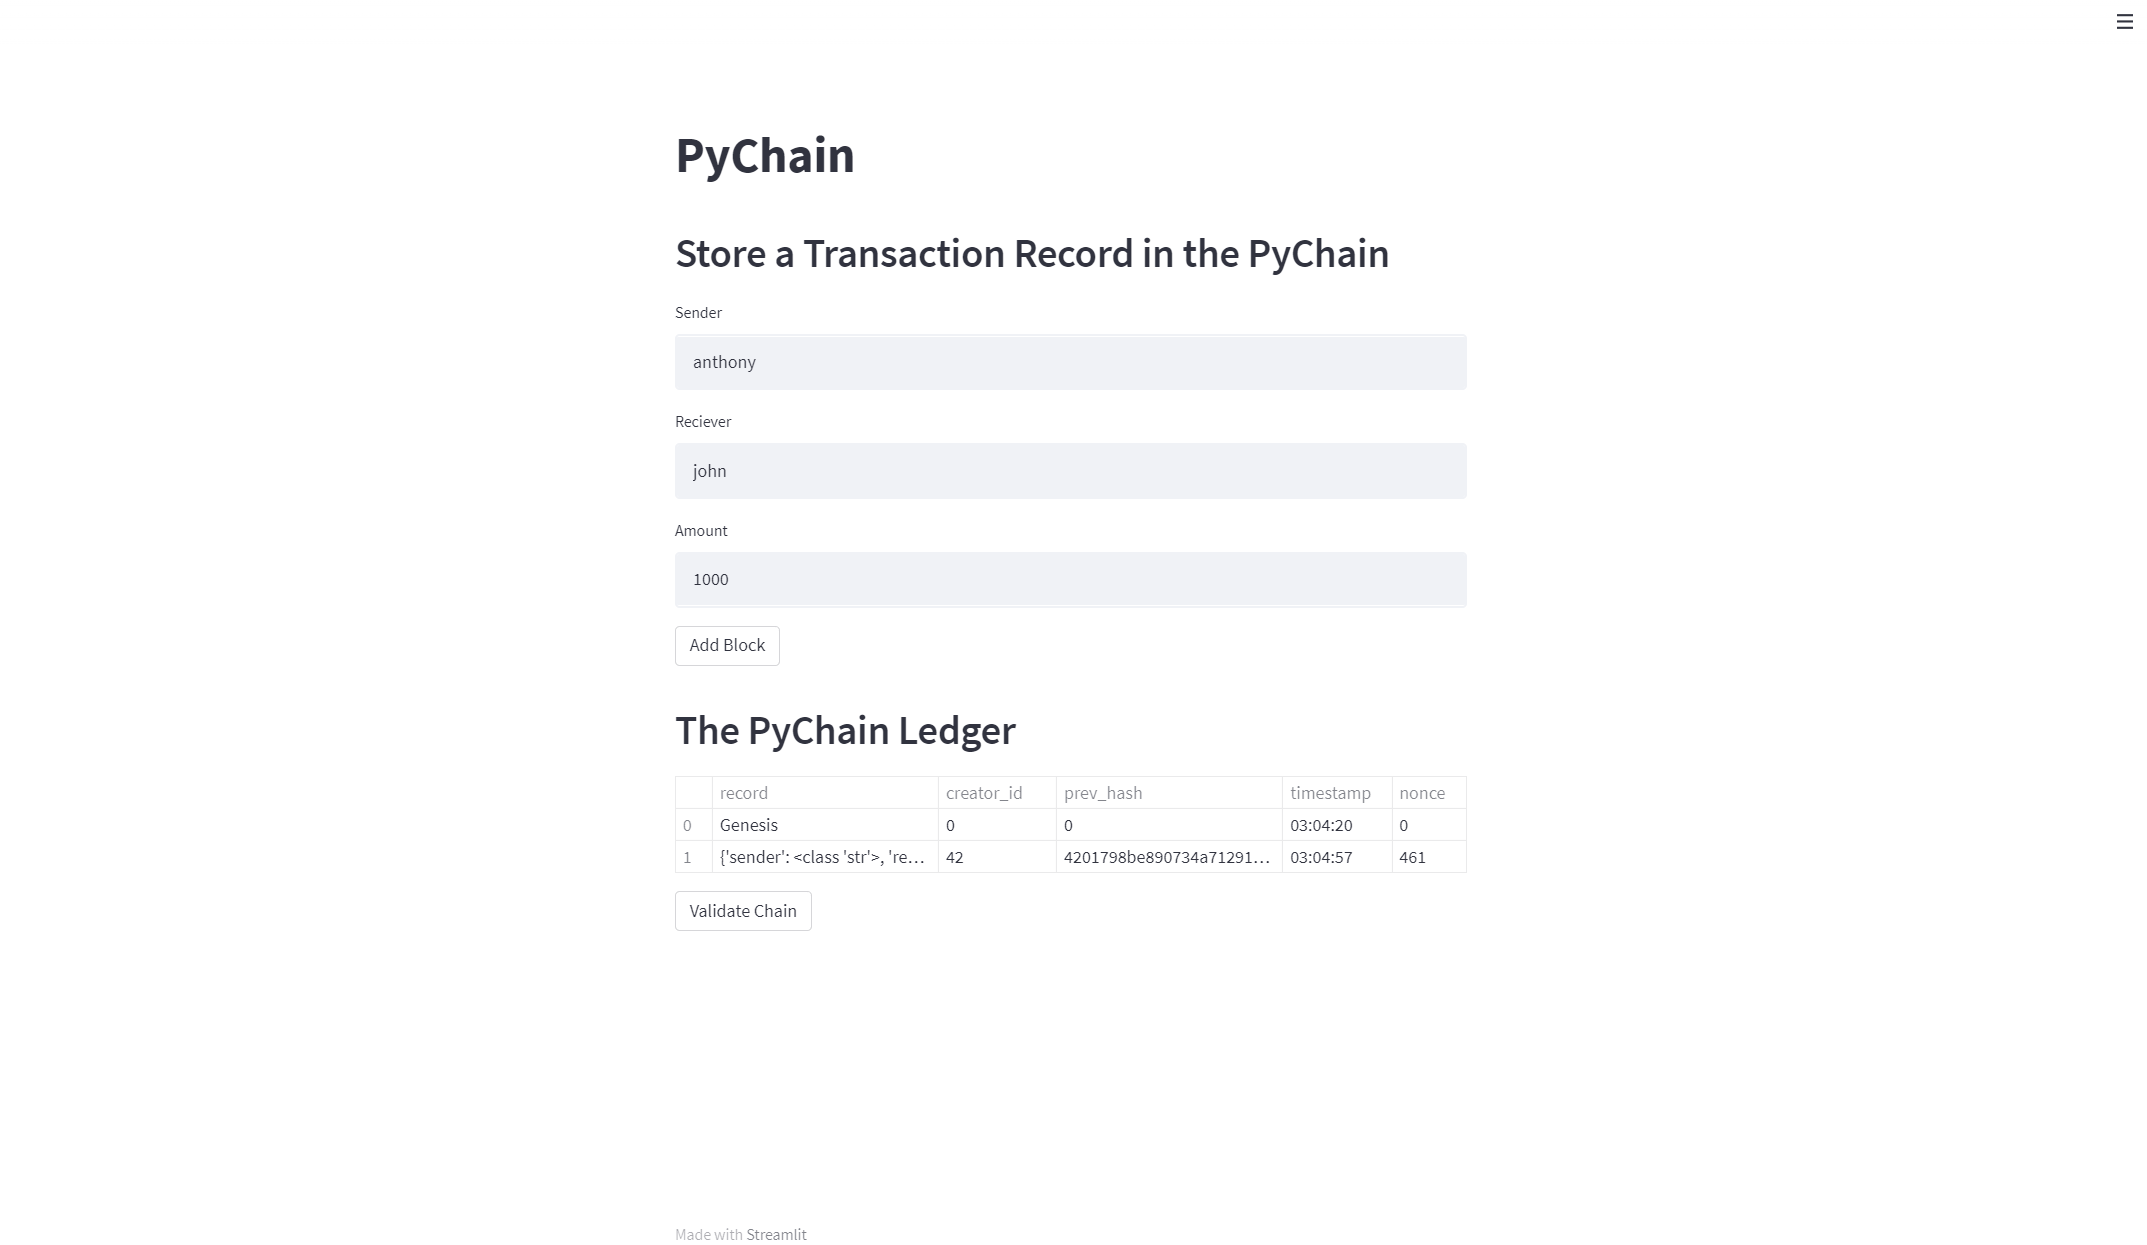 PyChain
Store a Transaction Record in the PyChain
Sender
anthony
Reciever
john
Amount
1000
Add Block
The PyChain Ledger
record creator_id prev_hash timestamp nonce
0 Genesis 0 0 03:04:20 0
1 {'sender': <class 'str'>, 're... 42 4201798be890734a71291... 03:04:57 461
Validate Chain
Made with Streamlit